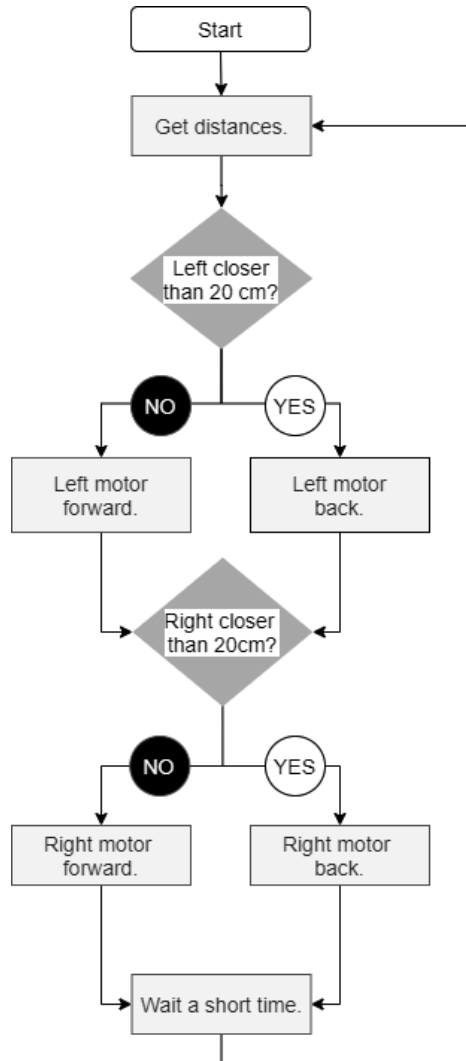 Start
Get distances.
Left closer
than 20 cm?
NO
YES
Left motor
forward.
Left motor
back.
Right closer
than 20cm?
NO
YES
Right motor
forward.
Right motor
back.
Wait a short time.